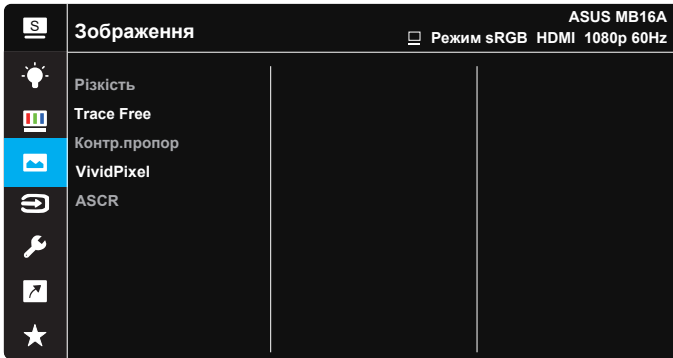 S
Зображення
ASUS MB16A
Режим sRGB HDMI 1080p 60Hz
Різкість
Trace Free
Контр.пропор
VividPixel
ASCR